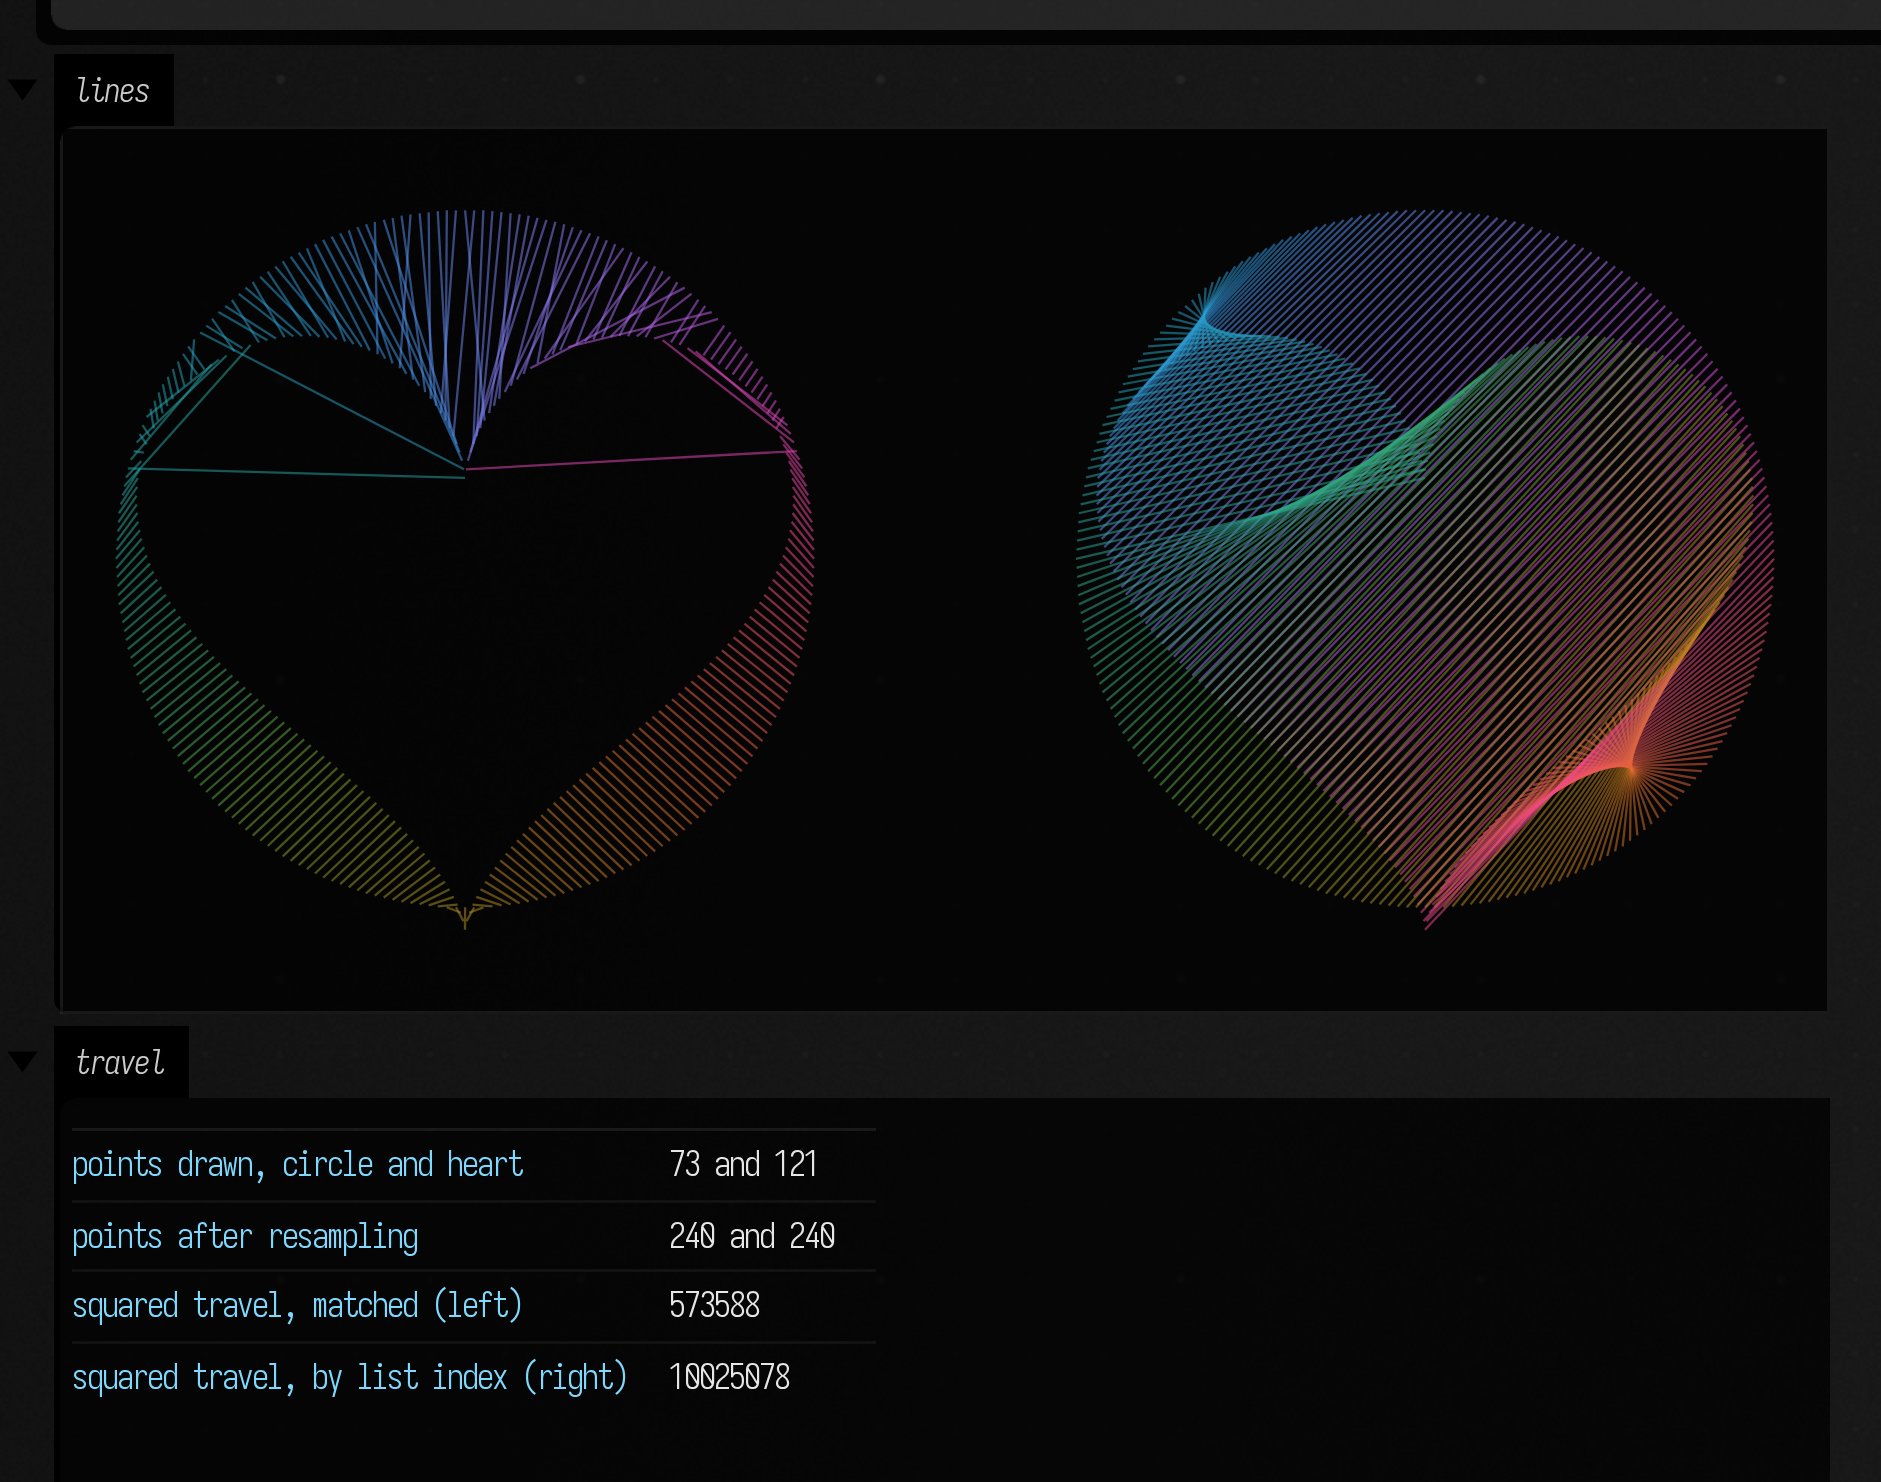 lines
travel
points drawn, circle and heart 73 and 121
points after resampling 240 and 240
squared travel, matched (left) 573588
squared travel, by list index (right) 10025078